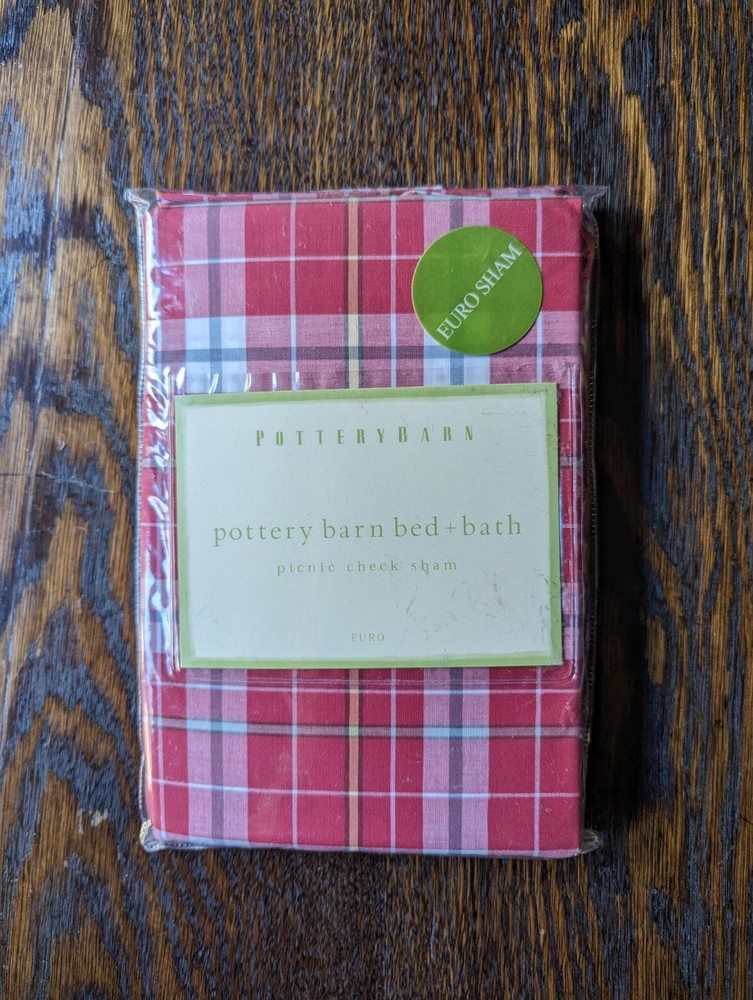 EURO SHAM
POTTERYBARN
pottery barn bed+bath
picnic check sham
EURO